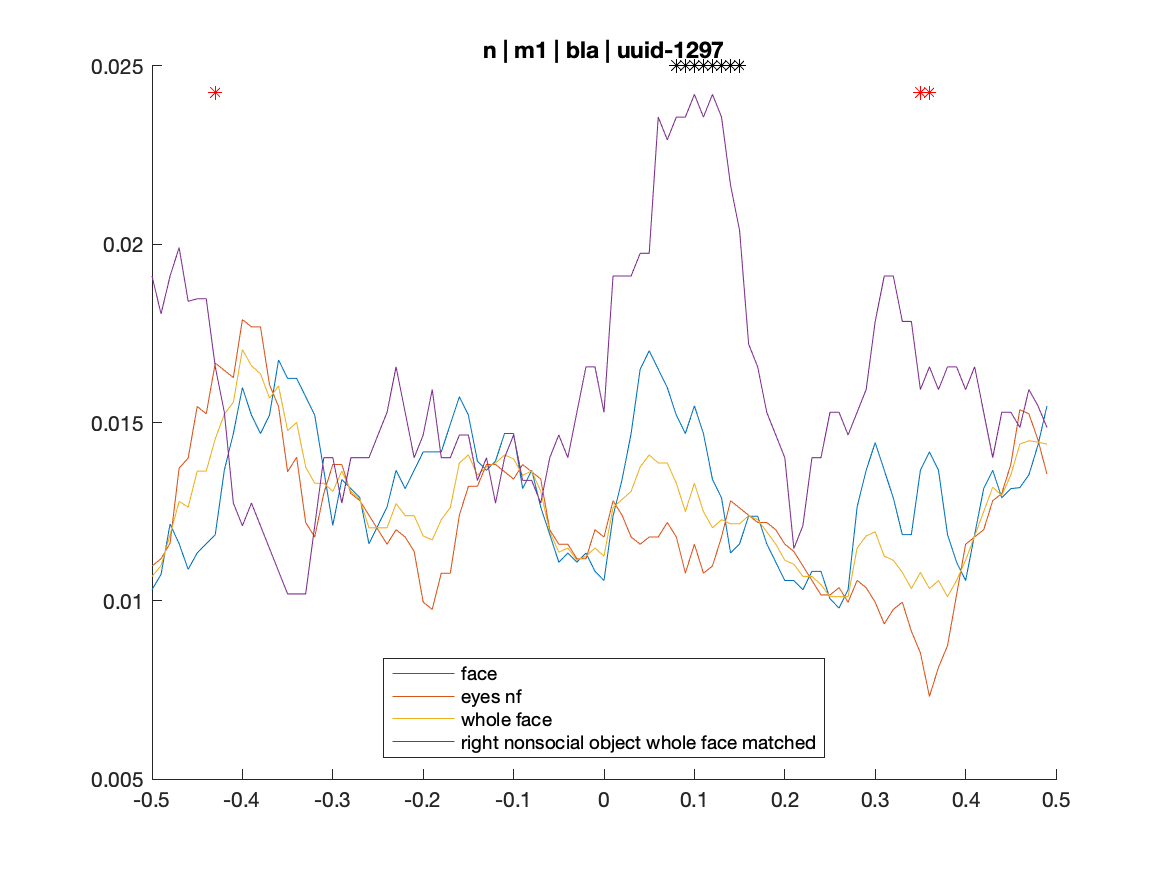 n | m1 | bla | uuid-1297
0.025
0.02
0.015
0.01
0.005
face
eyes nf
whole face
right nonsocial object whole face matched
-0.5 -0.4 -0.3 -0.2 -0.1 0 0.1 0.2 0.3 0.4 0.5